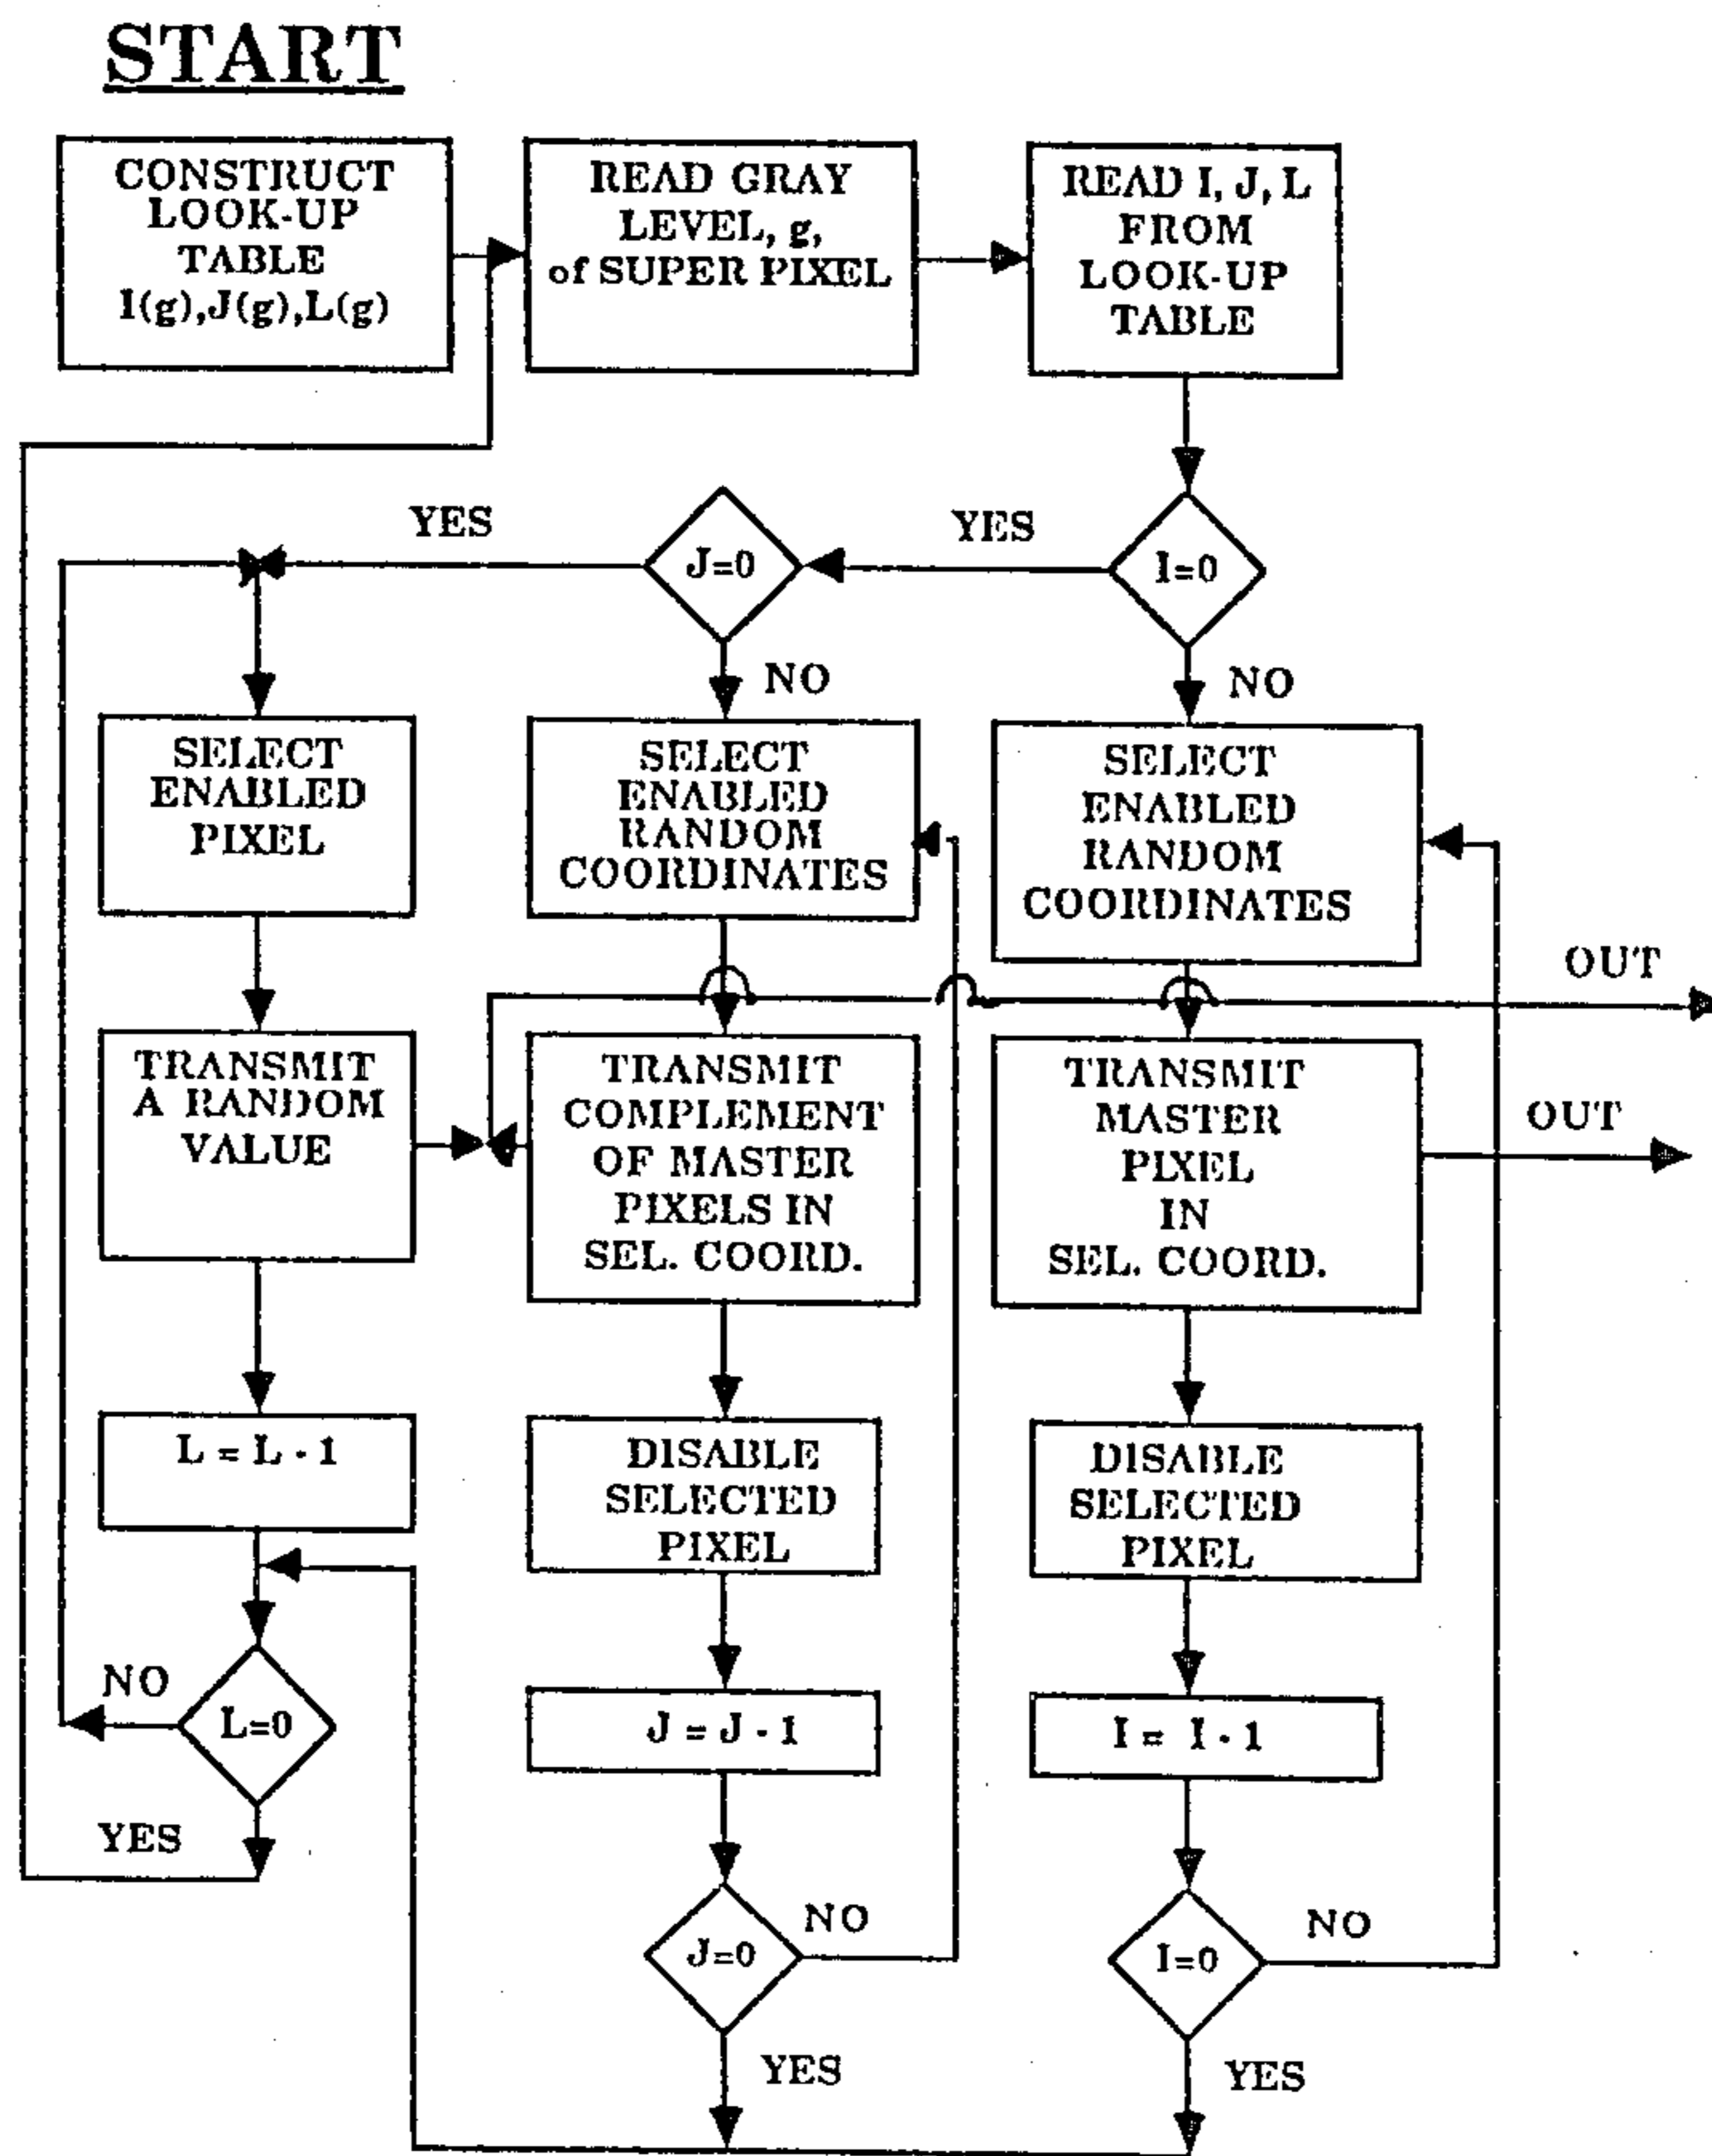 START
CONSTRUCT
LOOK-UP
TABLE
I(g),J(g),L(g)
READ GRAY
LEVEL, g,
of SUPER PIXEL
READ I, J, L
FROM
LOOK-UP
TABLE
YES
J=0
YES
I=0
NO
NO
SELECT
ENABLED
PIXEL
SELECT
ENABLED
RANDOM
COORDINATES
SELECT
ENABLED
RANDOM
COORDINATES
OUT
TRANSMIT
A RANDOM
VALUE
TRANSMIT
COMPLEMENT
OF MASTER
PIXELS IN
SEL. COORD.
TRANSMIT
MASTER
PIXEL
IN
SEL. COORD.
OUT
L = L - 1
DISABLE
SELECTED
PIXEL
DISABLE
SELECTED
PIXEL
NO
L=0
J = J - 1
I = I - 1
YES
J=0
NO
I=0
NO
YES
YES